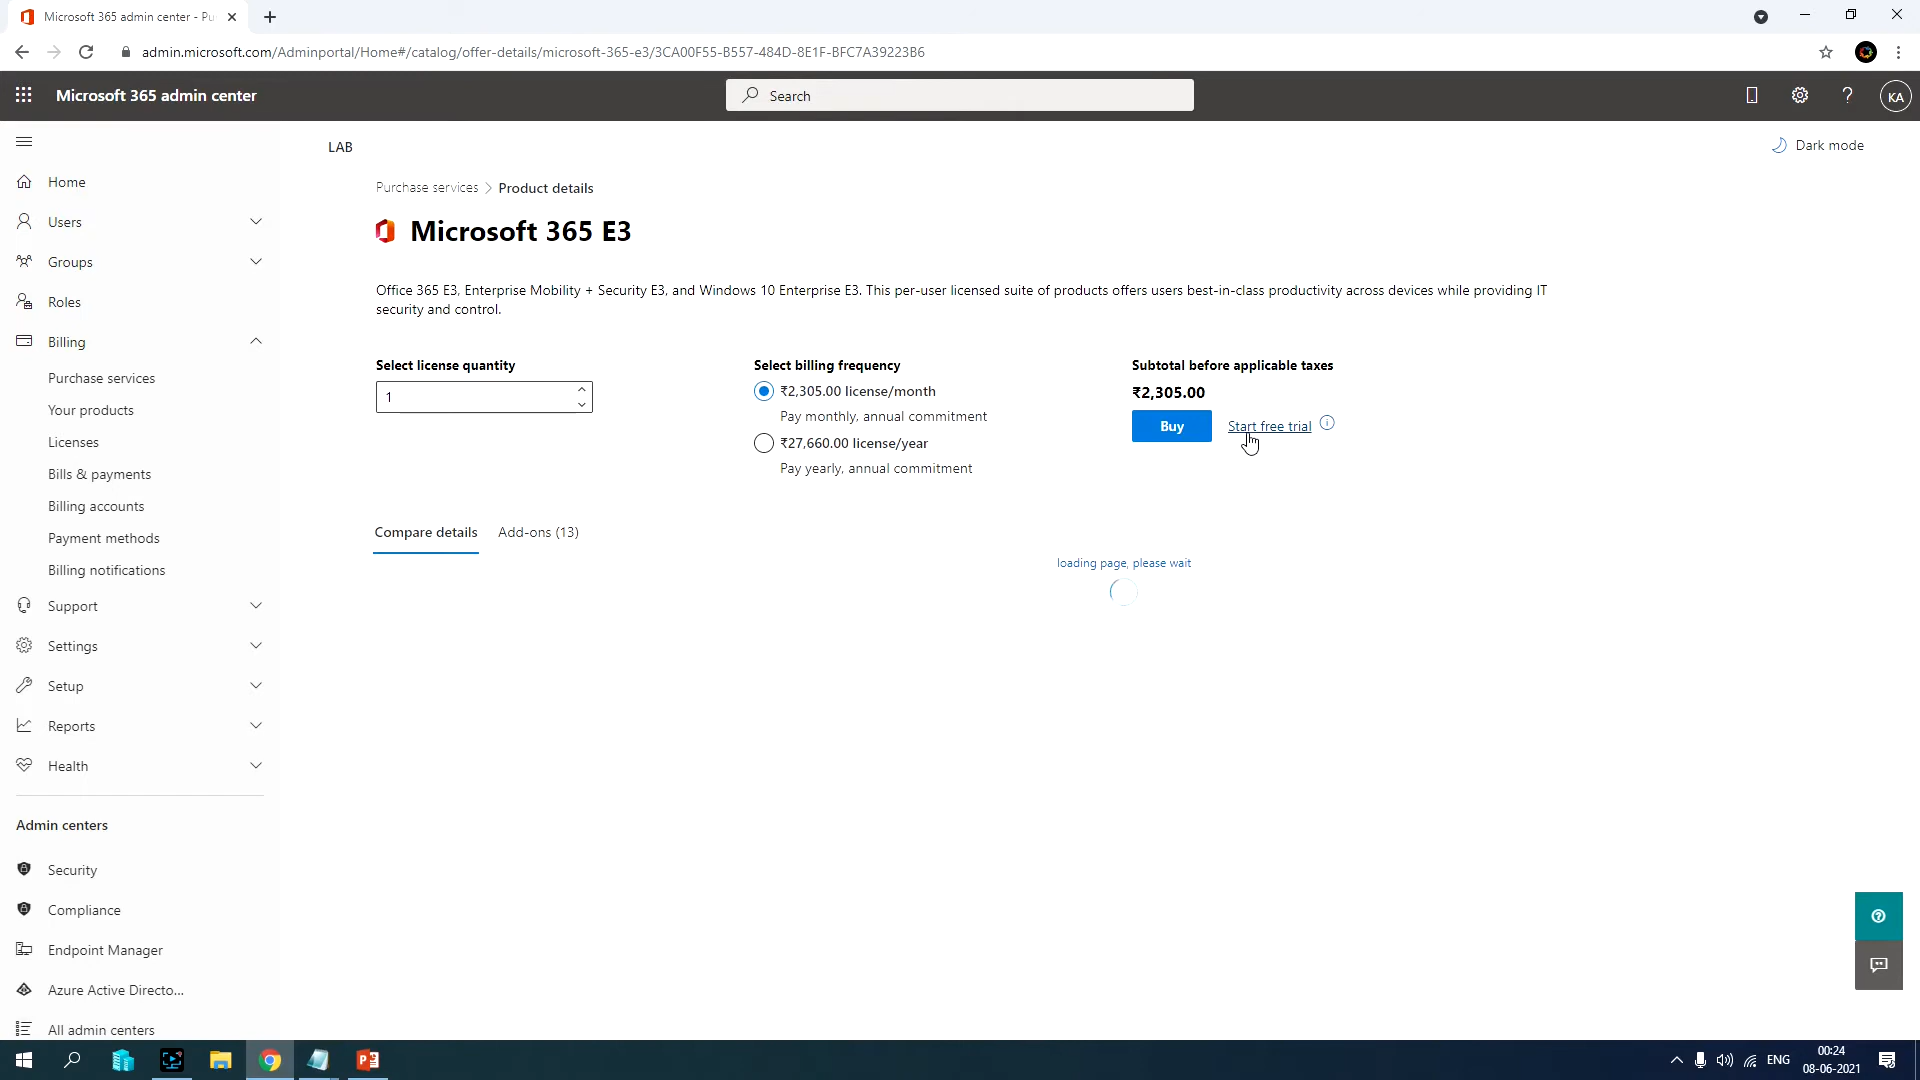 Microsoft 365 admin center - Pu
admin.microsoft.com/Adminportal/Home#/catalog/offer-details/microsoft-365-e3/3CA00F55-B557-484D-8E1F-BFC7A39223B6
Microsoft 365 admin center
Search
KA
LAB
Dark mode
Home
Users
Groups
Roles
Billing
Purchase services
Your products
Licenses
Bills & payments
Billing accounts
Payment methods
Billing notifications
Support
Settings
Setup
Reports
Health
Admin centers
Security
Compliance
Endpoint Manager
Azure Active Directo...
All admin centers
Purchase services > Product details
Microsoft 365 E3
Office 365 E3, Enterprise Mobility + Security E3, and Windows 10 Enterprise E3. This per-user licensed suite of products offers users best-in-class productivity across devices while providing IT
security and control.
Select license quantity
1
Select billing frequency
₹2,305.00 license/month
Pay monthly, annual commitment
₹27,660.00 license/year
Pay yearly, annual commitment
Subtotal before applicable taxes
₹2,305.00
Buy
Start free trial
Compare details
Add-ons (13)
loading page, please wait
ENG
00:24
08-06-2021